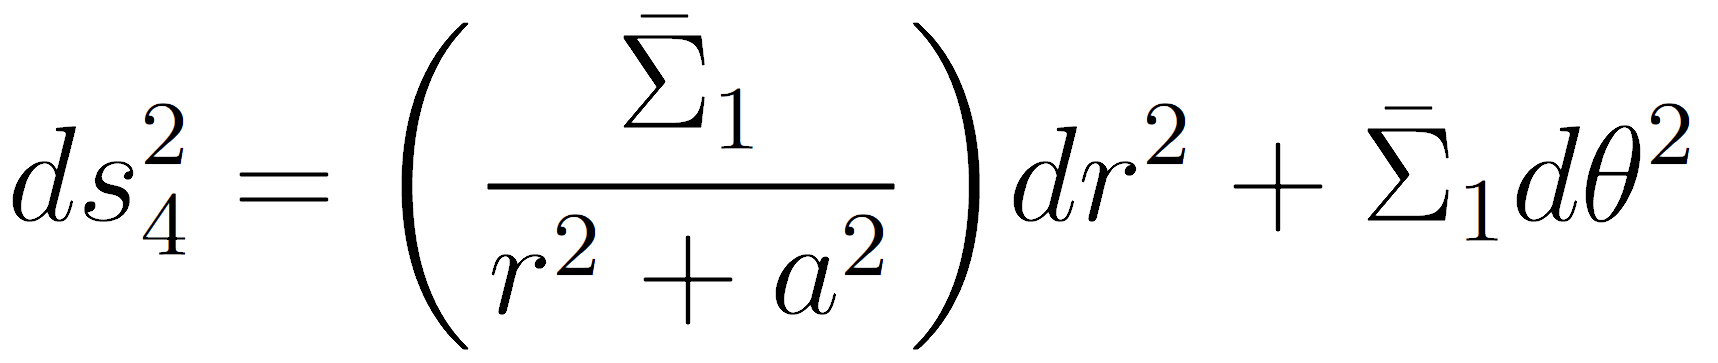 ds_4^2 = \left( \frac{\bar{\Sigma}_1}{r^2 + a^2} \right) dr^2 + \bar{\Sigma}_1 d\theta^2